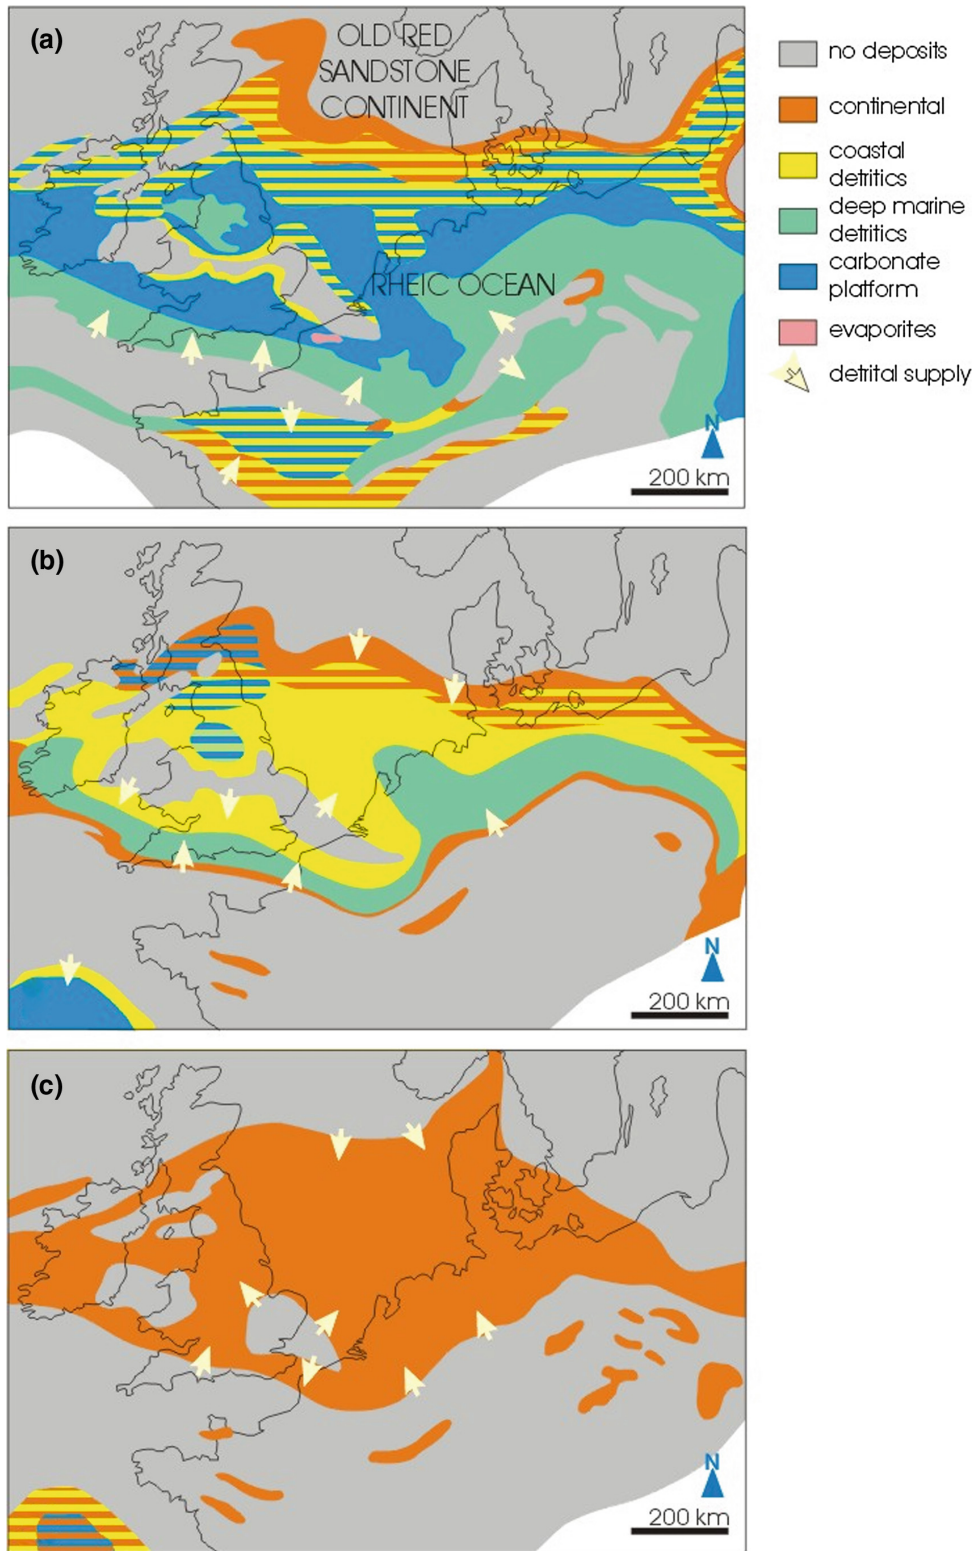 (a)
OLD RED
SANDSTONE
CONTINENT
RHEIC OCEAN
N
200 km
no deposits
continental
coastal
detritics
deep marine
detritics
carbonate
platform
evaporites
detrital supply
(b)
N
200 km
(c)
N
200 km